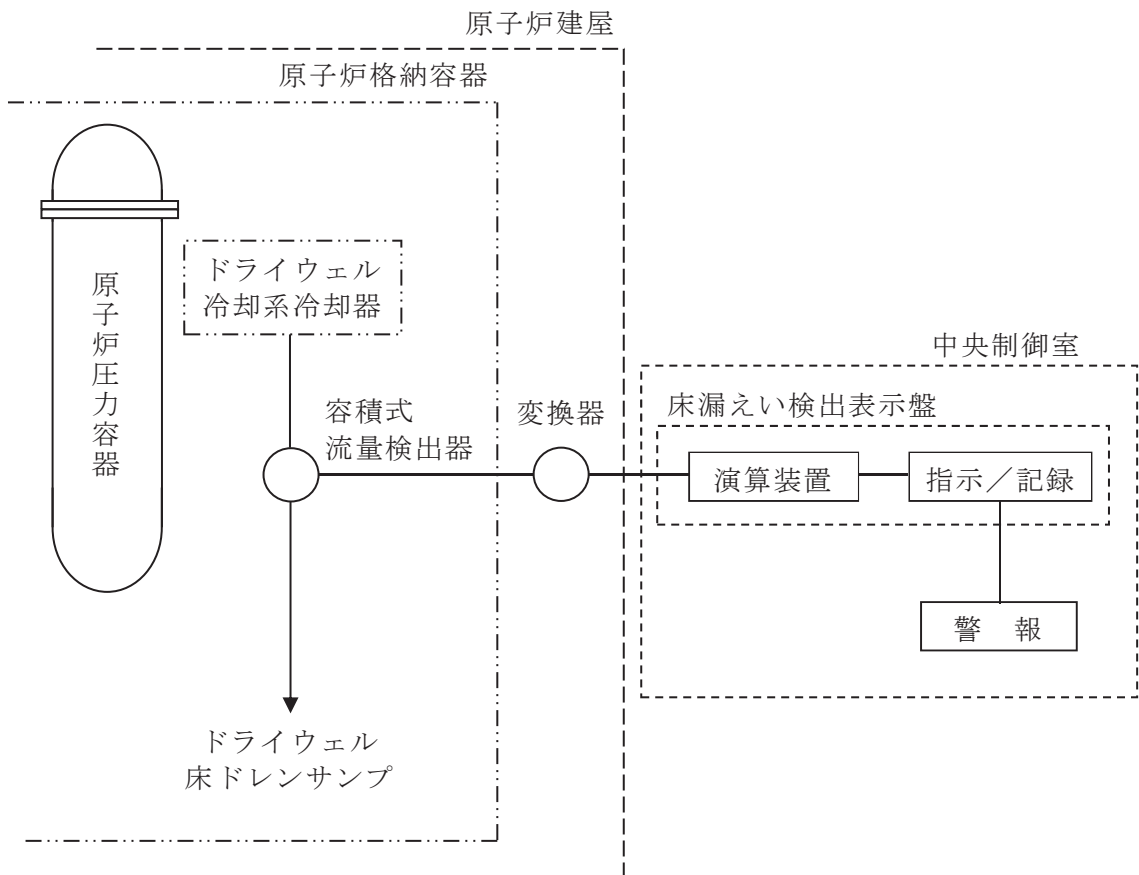 原子炉建屋
原子炉格納容器
原子炉圧力容器
ドライウェル
冷却系冷却器
容積式
流量検出器
変換器
中央制御室
床漏えい検出表示盤
演算装置
指示／記録
警　報
ドライウェル
床ドレンサンプ